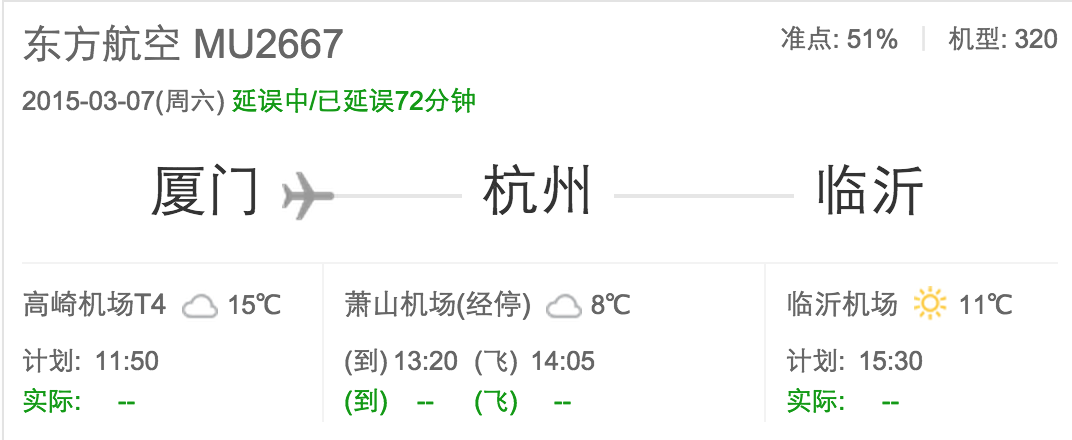 东方航空 MU2667 准点: 51% 机型: 320
2015-03-07(周六) 延误中/已延误72分钟
厦门 杭州 临沂
高崎机场T4 15℃ 萧山机场(经停) 8℃ 临沂机场 11℃
计划: 11:50 (到) 13:20 (飞) 14:05 计划: 15:30
实际: -- (到) -- (飞) -- 实际: --